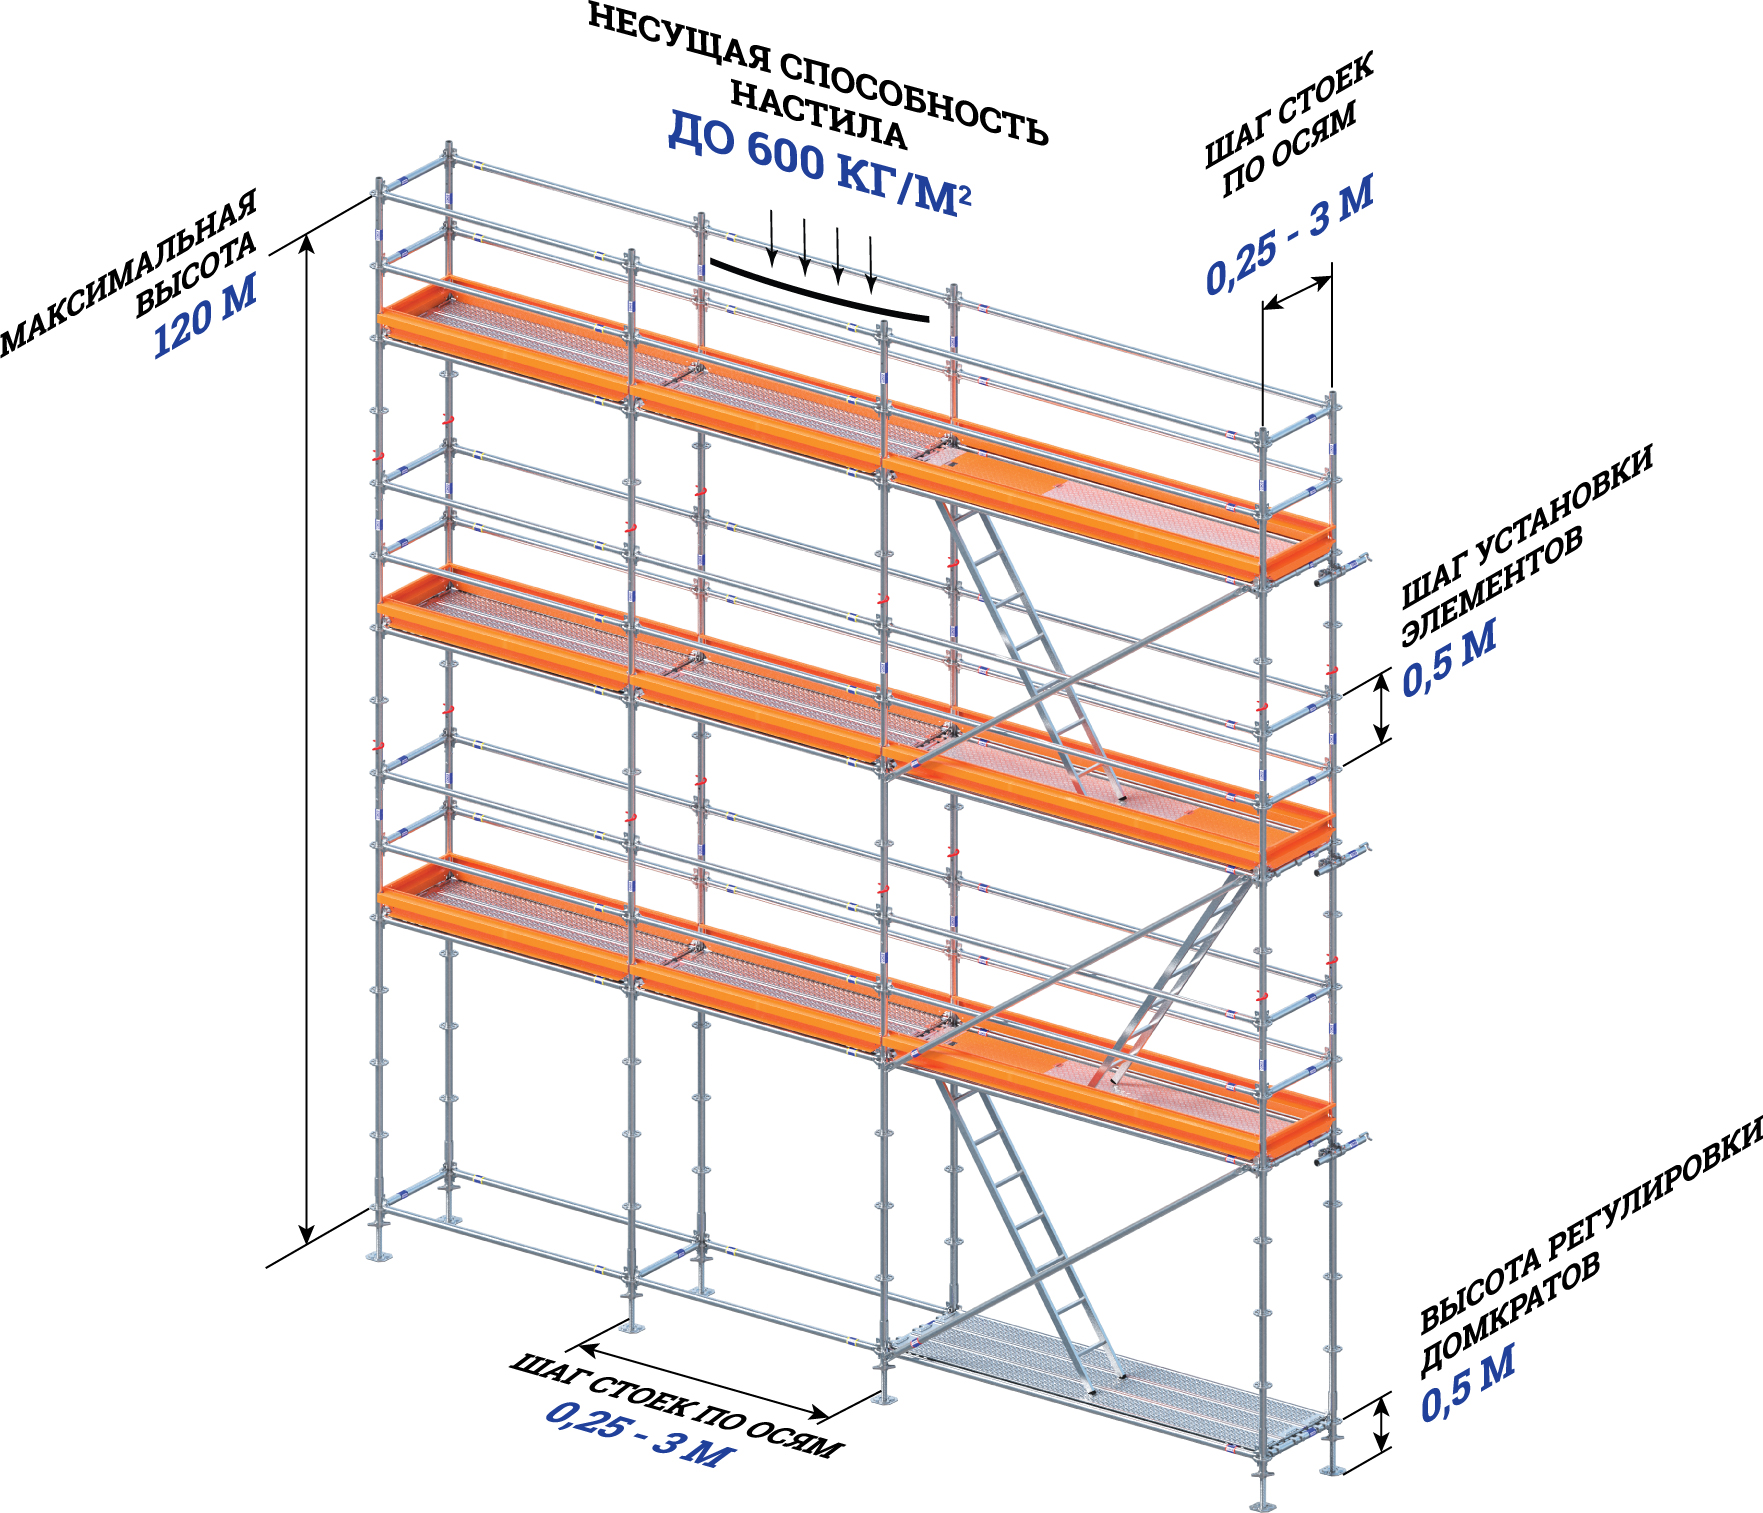 НЕСУЩАЯ СПОСОБНОСТЬ
НАСТИЛА
ДО 600 КГ/М²
ШАГ СТОЕК
ПО ОСЯМ
0,25 - 3 М
МАКСИМАЛЬНАЯ
ВЫСОТА
120 М
ШАГ УСТАНОВКИ
ЭЛЕМЕНТОВ
0,5 М
ВЫСОТА РЕГУЛИРОВКИ
ДОМКРАТОВ
0,5 М
ШАГ СТОЕК ПО ОСЯМ
0,25 - 3 М